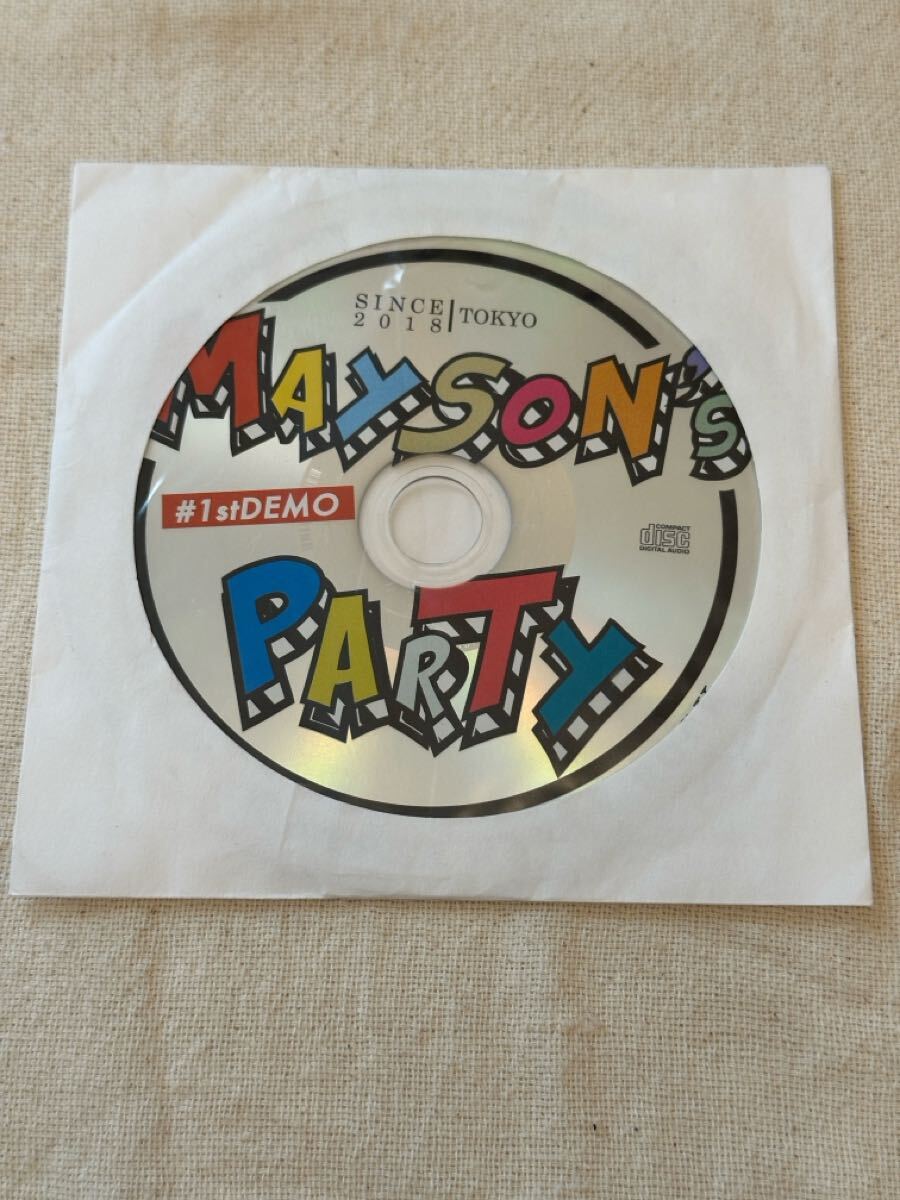 SINCE
2018
TOKYO
MAYSON'S
#1stDEMO
COMPACT
disc
DIGITAL AUDIO
PARTY